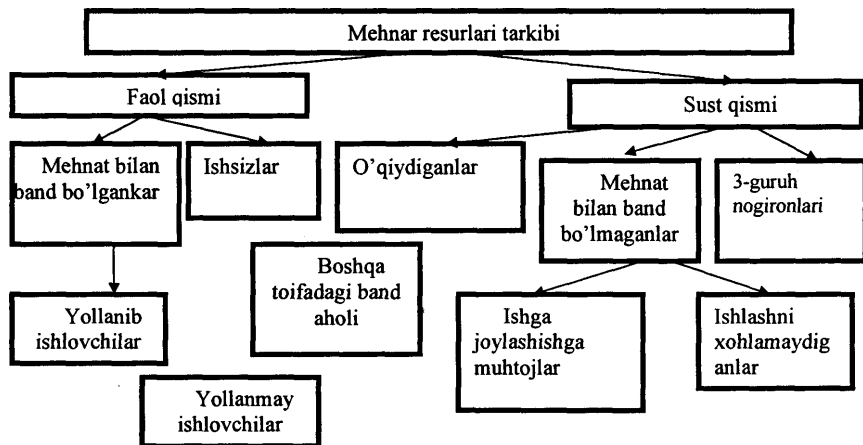 Mehnar resurlari tarkibi
Faol qismi
Sust qismi
Mehnat bilan
band bo'lgankar
Ishsizlar
O'qiydiganlar
Mehnat
bilan band
bo'lmaganlar
3-guruh
nogironlari
Yollanib
ishlovchilar
Boshqa
toifadagi band
aholi
Ishga
joylashishga
muhtojlar
Ishlashni
xohlamaydig
anlar
Yollanmay
ishlovchilar